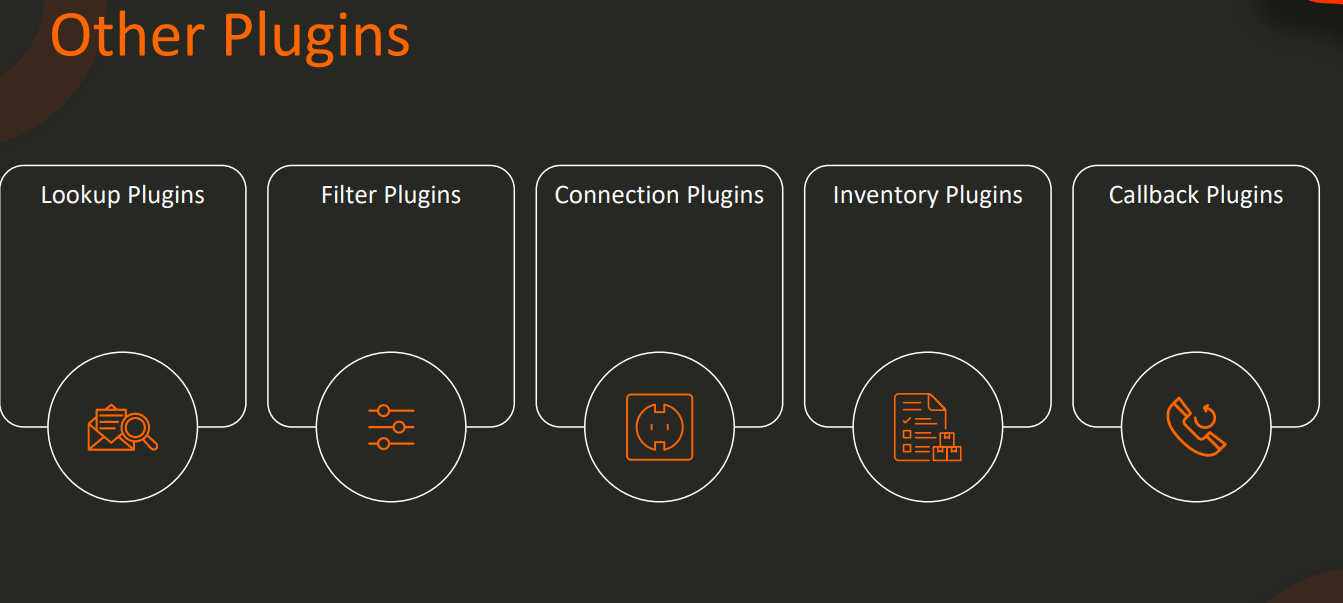 Other Plugins
Lookup Plugins
Filter Plugins
Connection Plugins
Inventory Plugins
Callback Plugins